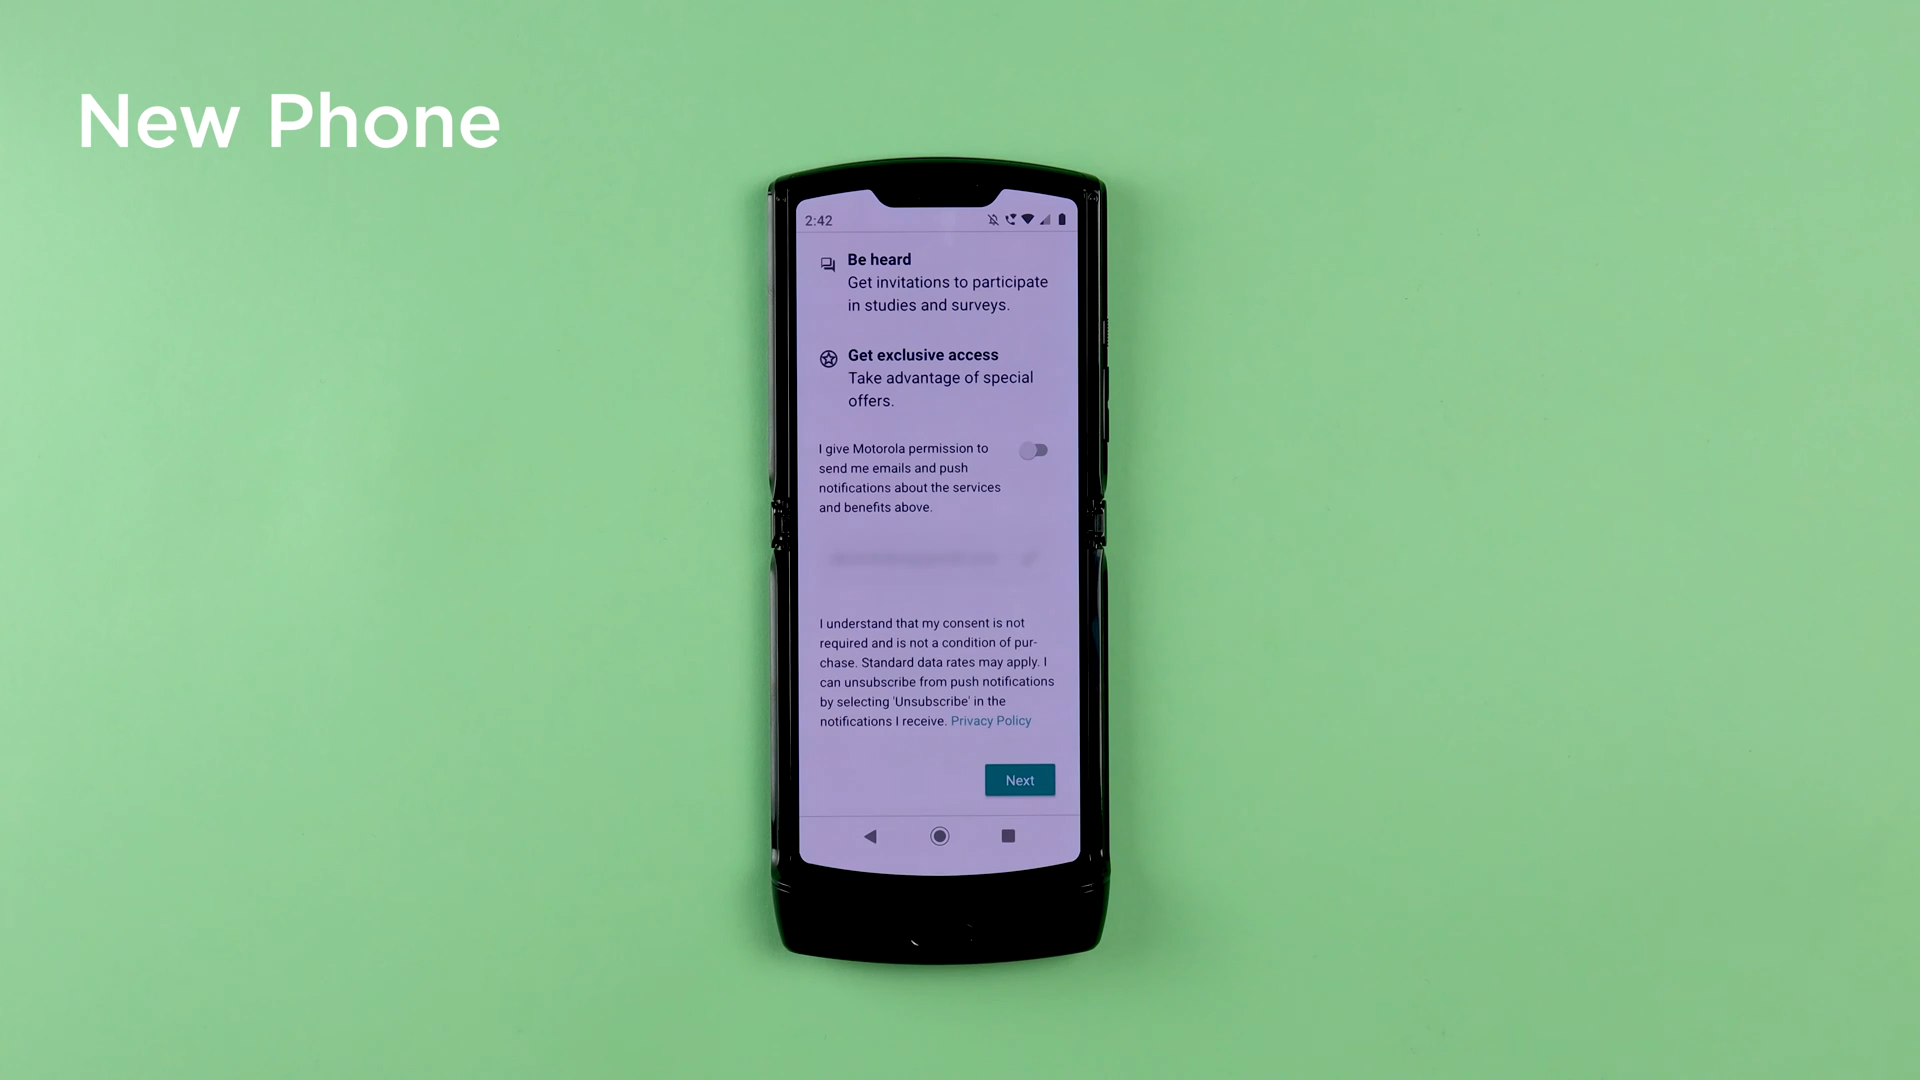 New Phone
2:42
Be heard
Get invitations to participate
in studies and surveys.
Get exclusive access
Take advantage of special
offers.
I give Motorola permission to
send me emails and push
notifications about the services
and benefits above.
I understand that my consent is not
required and is not a condition of pur-
chase. Standard data rates may apply. I
can unsubscribe from push notifications
by selecting 'Unsubscribe' in the
notifications I receive. Privacy Policy
Next